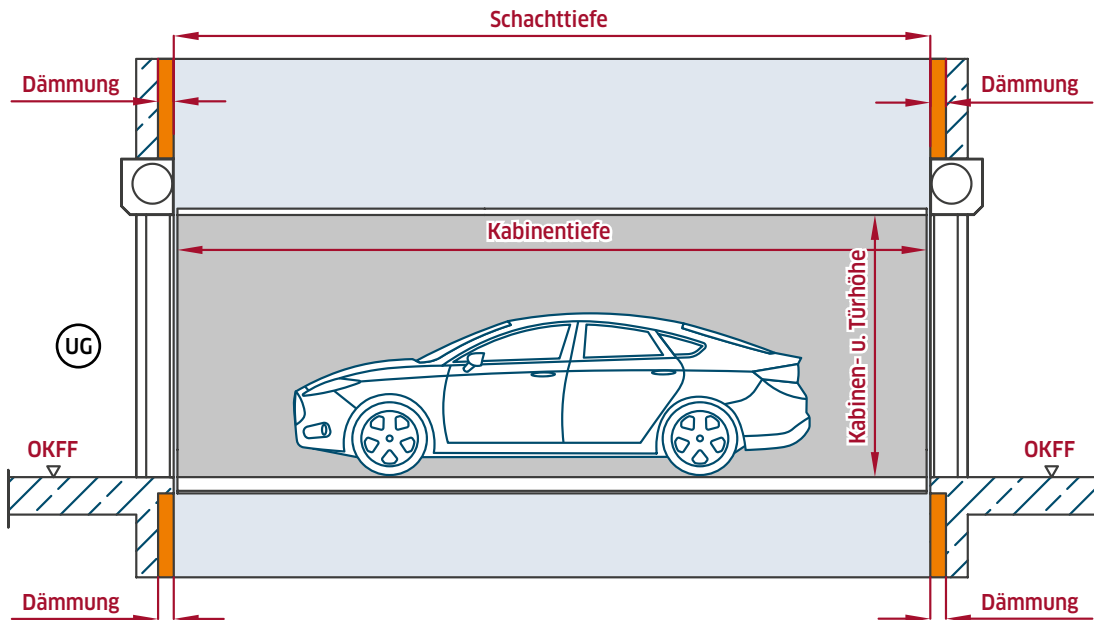 Schachttiefe
Dämmung
Dämmung
Kabinentiefe
Kabinen- u. Türhöhe
UG
OKFF
OKFF
Dämmung
Dämmung